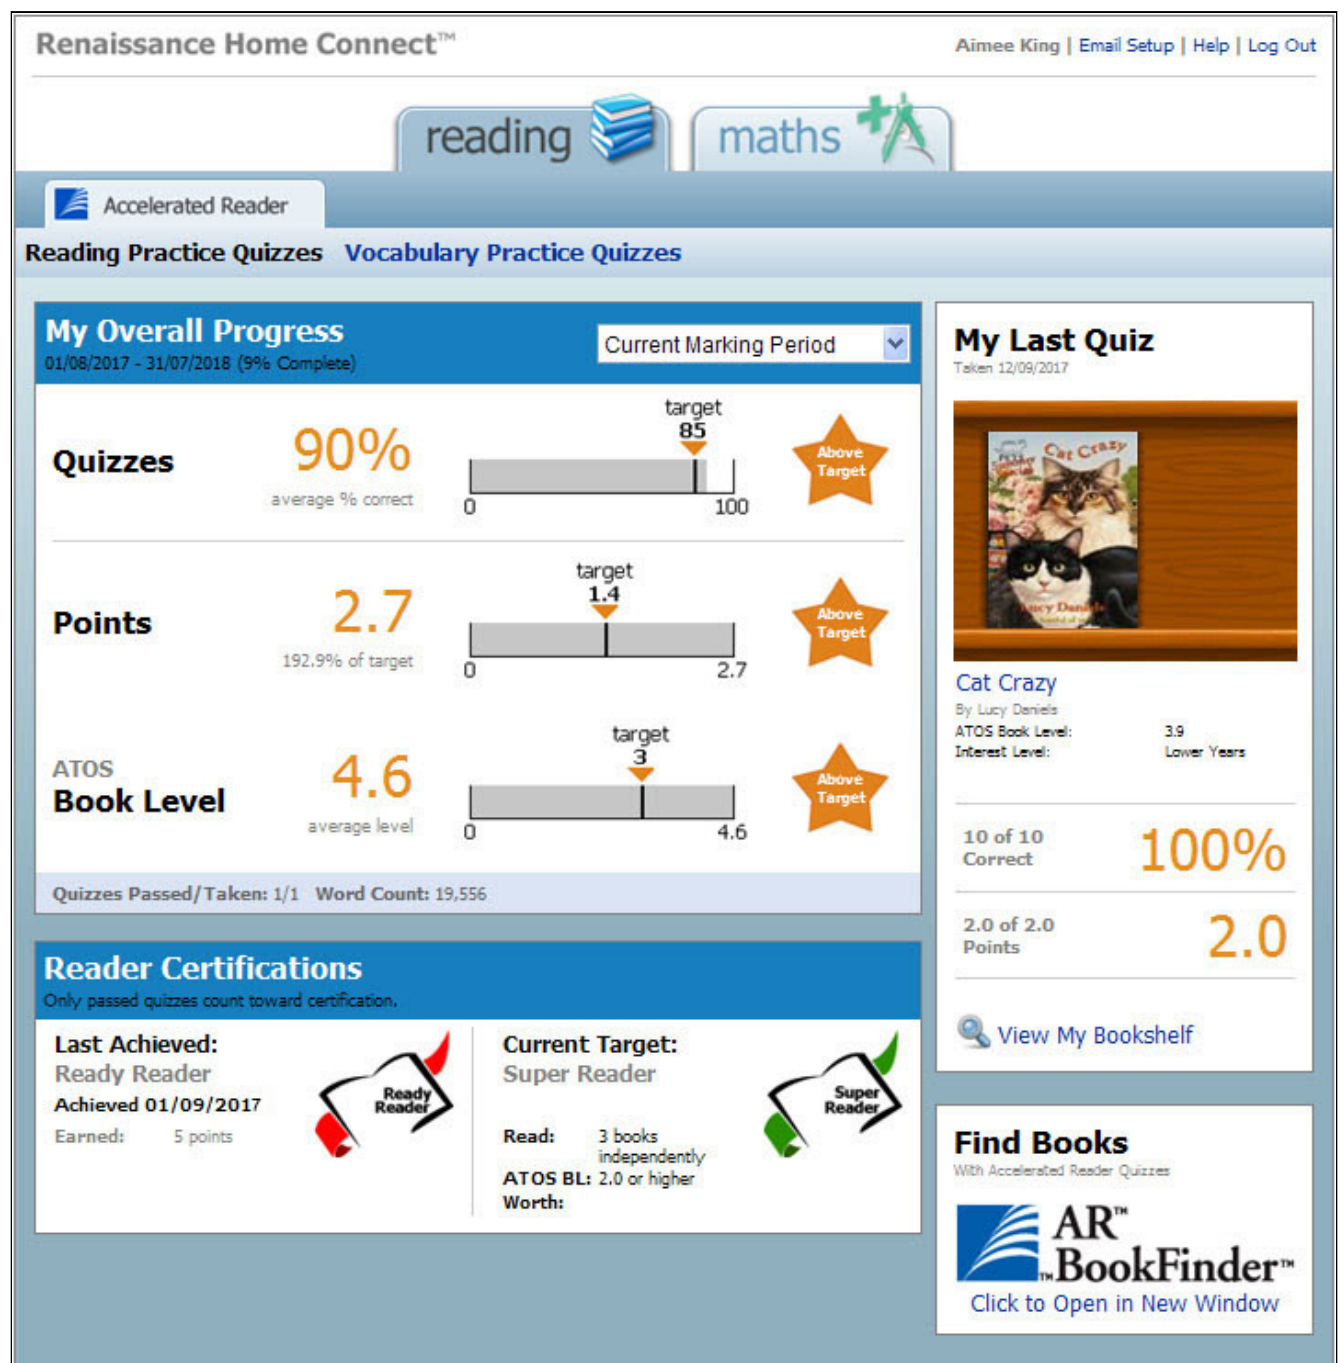 Renaissance Home Connect™
Aimee King | Email Setup | Help | Log Out
reading
maths
Accelerated Reader
Reading Practice Quizzes Vocabulary Practice Quizzes
My Overall Progress
01/08/2017 - 31/07/2018 (9% Complete)
Current Marking Period
Quizzes
90%
average % correct
target
85
0
100
Above
Target
Points
2.7
192.9% of target
target
1.4
0
2.7
Above
Target
ATOS
Book Level
4.6
average level
target
3
0
4.6
Above
Target
Quizzes Passed/Taken: 1/1 Word Count: 19,556
Reader Certifications
Only passed quizzes count toward certification.
Last Achieved:
Ready Reader
Achieved 01/09/2017
Earned: 5 points
Ready
Reader
Current Target:
Super Reader
Read: 3 books
independently
ATOS BL: 2.0 or higher
Worth:
Super
Reader
My Last Quiz
Taken 12/09/2017
Cat Crazy
Lucy Daniels
Cat Crazy
By Lucy Daniels
ATOS Book Level: 3.9
Interest Level: Lower Years
10 of 10
Correct
100%
2.0 of 2.0
Points
2.0
View My Bookshelf
Find Books
With Accelerated Reader Quizzes
AR™
™BookFinder™
Click to Open in New Window